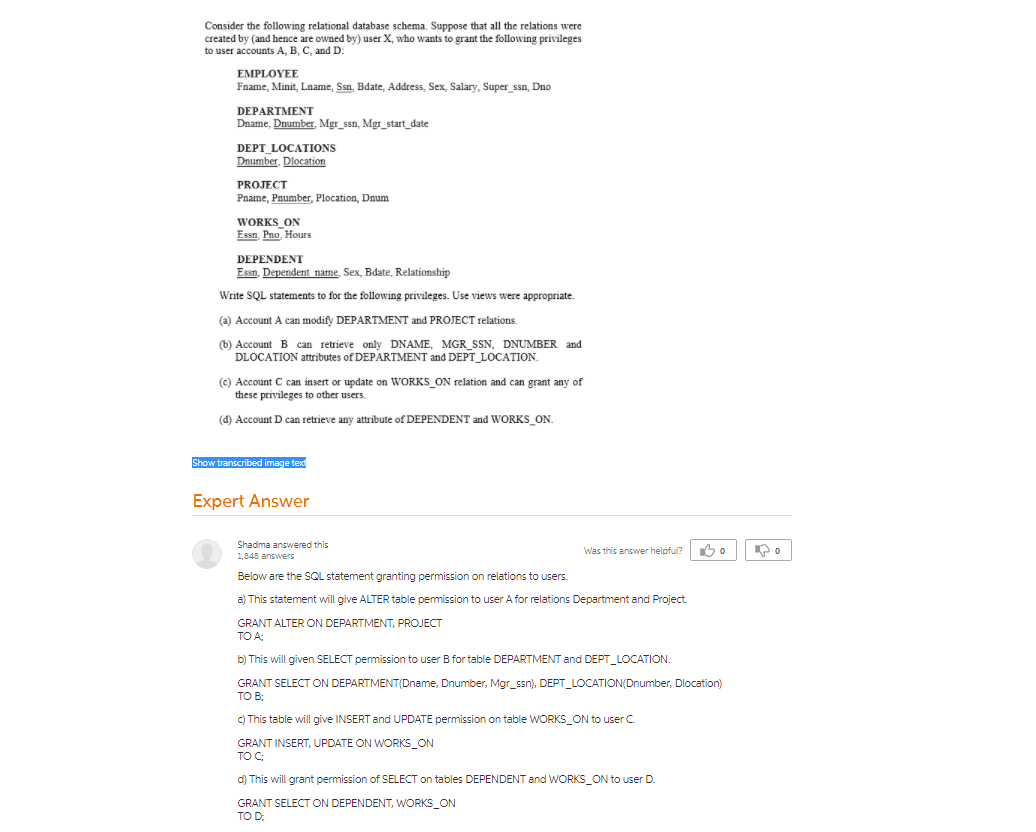 Consider the following relational database schema. Suppose that all the relations were
created by (and hence are owned by) user X, who wants to grant the following privileges
to user accounts A, B, C, and D:
EMPLOYEE
Fname, Minit, Lname, Ssn, Bdate, Address, Sex, Salary, Super_ssn, Dno
DEPARTMENT
Dname, Dnumber, Mgr_ssn, Mgr_start_date
DEPT_LOCATIONS
Dnumber, Dlocation
PROJECT
Pname, Pnumber, Plocation, Dnum
WORKS_ON
Essn, Pno, Hours
DEPENDENT
Essn, Dependent_name, Sex, Bdate, Relationship
Write SQL statements to for the following privileges. Use views were appropriate.
(a) Account A can modify DEPARTMENT and PROJECT relations.
(b) Account B can retrieve only DNAME, MGR_SSN, DNUMBER and
DLOCATION attributes of DEPARTMENT and DEPT_LOCATION.
(c) Account C can insert or update on WORKS_ON relation and can grant any of
these privileges to other users.
(d) Account D can retrieve any attribute of DEPENDENT and WORKS_ON.
Show transcribed image text
Expert Answer
Shadma answered this
1,848 answers
Was this answer helpful?
0
0
Below are the SQL statement granting permission on relations to users.
a) This statement will give ALTER table permission to user A for relations Department and Project.
GRANT ALTER ON DEPARTMENT, PROJECT
TO A;
b) This will given SELECT permission to user B for table DEPARTMENT and DEPT_LOCATION.
GRANT SELECT ON DEPARTMENT(Dname, Dnumber, Mgr_ssn), DEPT_LOCATION(Dnumber, Dlocation)
TO B;
c) This table will give INSERT and UPDATE permission on table WORKS_ON to user C.
GRANT INSERT, UPDATE ON WORKS_ON
TO C;
d) This will grant permission of SELECT on tables DEPENDENT and WORKS_ON to user D.
GRANT SELECT ON DEPENDENT, WORKS_ON
TO D;